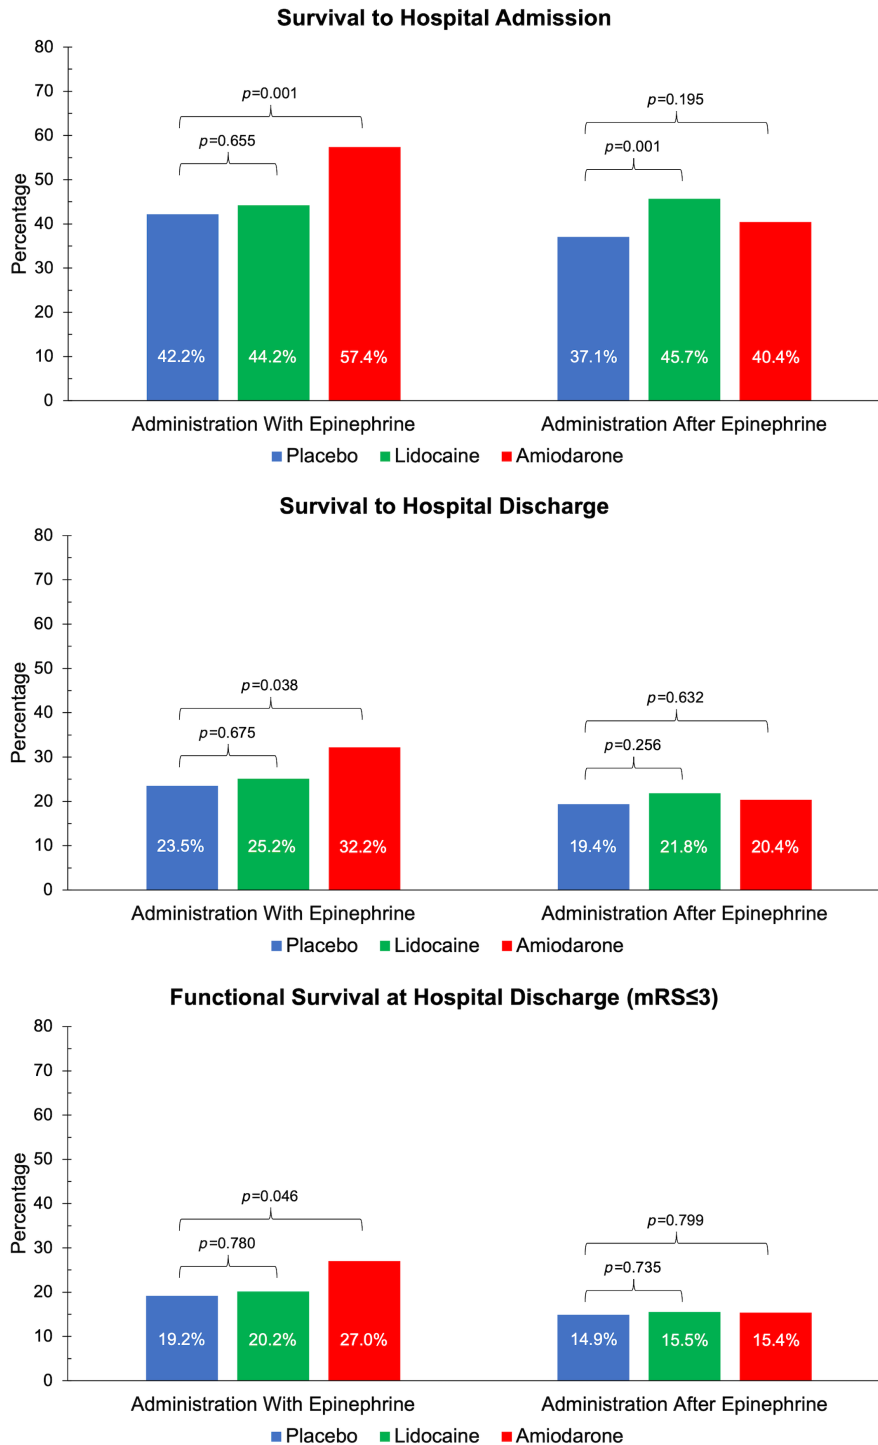 Survival to Hospital Admission
80
70
60
50
40
30
20
10
0
Percentage
p=0.001
p=0.655
p=0.195
p=0.001
42.2%
44.2%
57.4%
37.1%
45.7%
40.4%
Administration With Epinephrine
Administration After Epinephrine
Placebo Lidocaine Amiodarone
Survival to Hospital Discharge
80
70
60
50
40
30
20
10
0
Percentage
p=0.038
p=0.675
p=0.632
p=0.256
23.5%
25.2%
32.2%
19.4%
21.8%
20.4%
Administration With Epinephrine
Administration After Epinephrine
Placebo Lidocaine Amiodarone
Functional Survival at Hospital Discharge (mRS≤3)
80
70
60
50
40
30
20
10
0
Percentage
p=0.046
p=0.780
p=0.799
p=0.735
19.2%
20.2%
27.0%
14.9%
15.5%
15.4%
Administration With Epinephrine
Administration After Epinephrine
Placebo Lidocaine Amiodarone